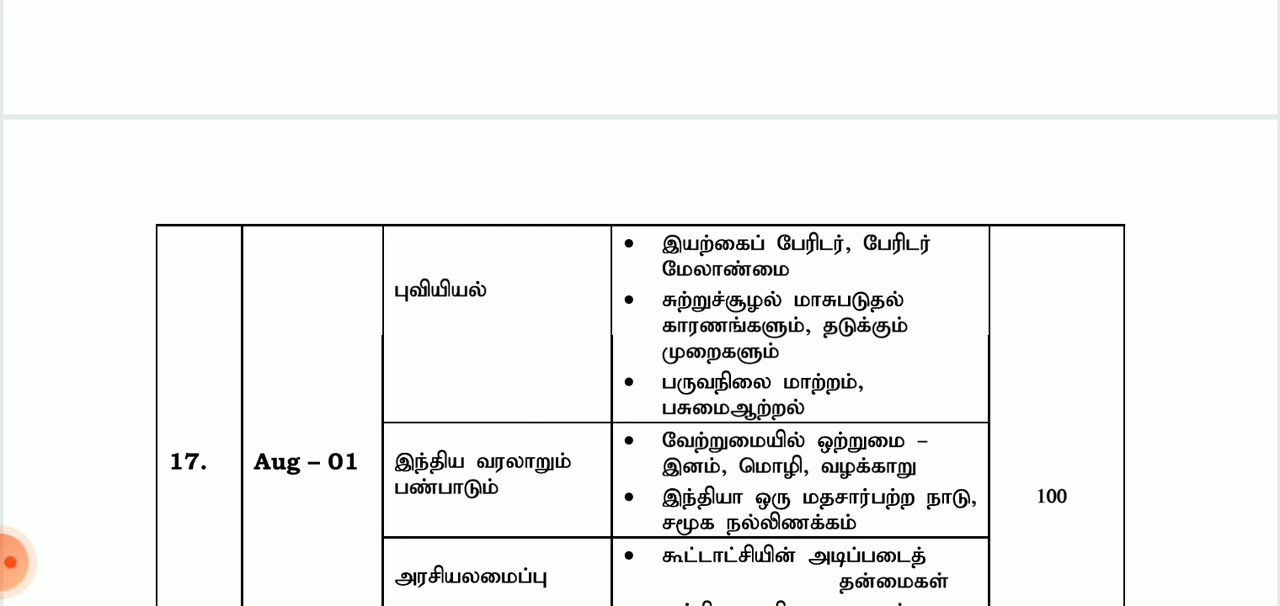 புவியியல்
• இயற்கைப் பேரிடர், பேரிடர்
மேலாண்மை
• சுற்றுச்சூழல் மாசுபடுதல்
காரணங்களும், தடுக்கும்
முறைகளும்
• பருவநிலை மாற்றம்,
பசுமைஆற்றல்
17.
Aug – 01
இந்திய வரலாறும்
பண்பாடும்
• வேற்றுமையில் ஒற்றுமை –
இனம், மொழி, வழக்காறு
• இந்தியா ஒரு மதசார்பற்ற நாடு,
சமூக நல்லிணக்கம்
100
அரசியலமைப்பு
• கூட்டாட்சியின் அடிப்படைத்
தன்மைகள்